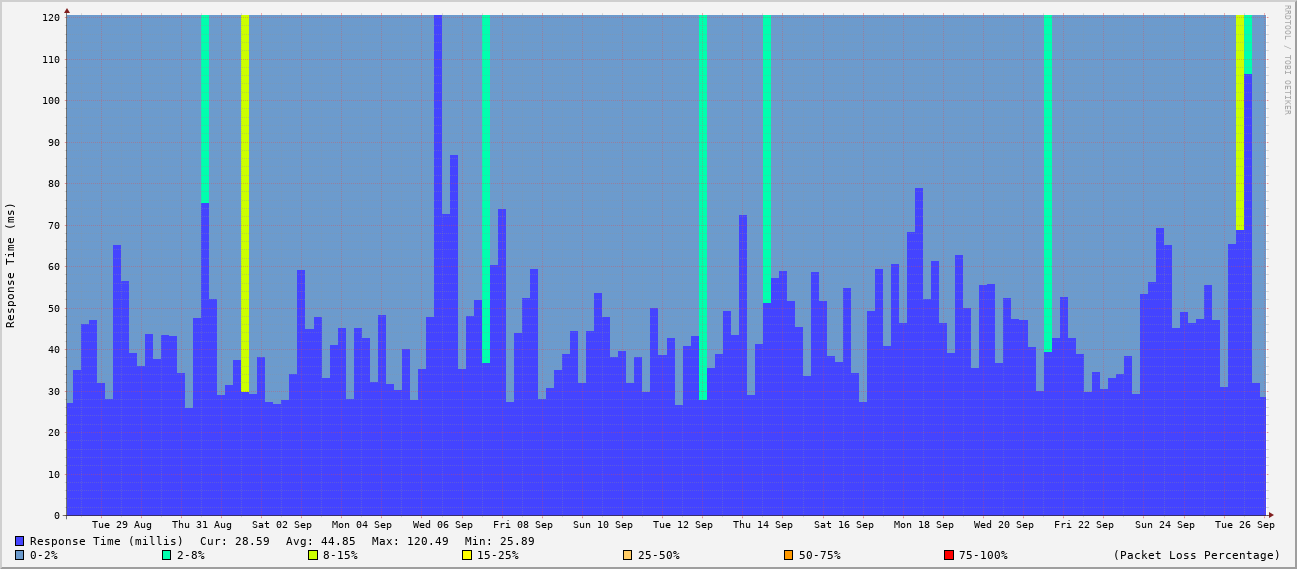 RRDTOOL / TOBI OETIKER
Response Time (ms)
120
110
100
90
80
70
60
50
40
30
20
10
0
Tue 29 Aug Thu 31 Aug Sat 02 Sep Mon 04 Sep Wed 06 Sep Fri 08 Sep Sun 10 Sep Tue 12 Sep Thu 14 Sep Sat 16 Sep Mon 18 Sep Wed 20 Sep Fri 22 Sep Sun 24 Sep Tue 26 Sep
Response Time (millis) Cur: 28.59 Avg: 44.85 Max: 120.49 Min: 25.89
0-2% 2-8% 8-15% 15-25% 25-50% 50-75% 75-100% (Packet Loss Percentage)